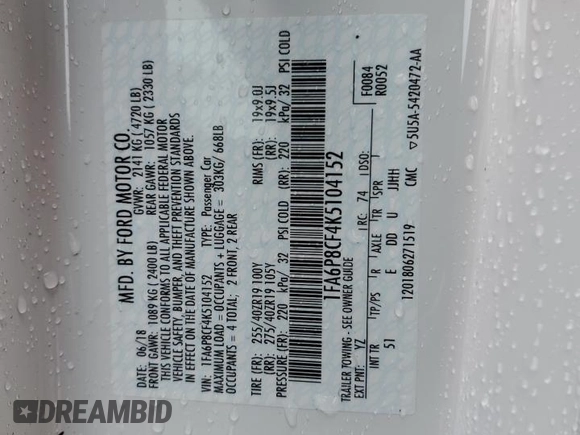 MFD. BY FORD MOTOR CO.
DATE: 06/18 GVWR: 2141 KG ( 4720 LB)
FRONT GAWR: 1089 KG ( 2400 LB) REAR GAWR: 1057 KG ( 2330 LB)
THIS VEHICLE CONFORMS TO ALL APPLICABLE FEDERAL MOTOR
VEHICLE SAFETY, BUMPER, AND THEFT PREVENTION STANDARDS
IN EFFECT ON THE DATE OF MANUFACTURE SHOWN ABOVE.
VIN: 1FA6P8CF4K5104152 TYPE: Passenger Car
MAXIMUM LOAD = OCCUPANTS + LUGGAGE = 303KG/ 668LB
OCCUPANTS = 4 TOTAL; 2 FRONT, 2 REAR
TIRE (FR): 255/40ZR19 100Y RIMS (FR): 19x9.0J
(RR): 275/40ZR19 105Y (RR): 19x9.5J
PRESSURE (FR): 220 kPa/ 32 PSI COLD (RR): 220 kPa/ 32 PSI COLD
1FA6P8CF4K5104152
TRAILER TOWING - SEE OWNER GUIDE F0084
EXT PNT: YZ RC: 74 DSO: R0052
INT TR TP/PS R AXLE TR SPR
51 E DD U JJHH
1201806271519 CMC 5U5A-5420472-AA
DREAMBID